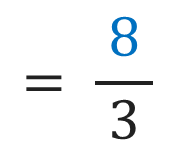 = 8/3